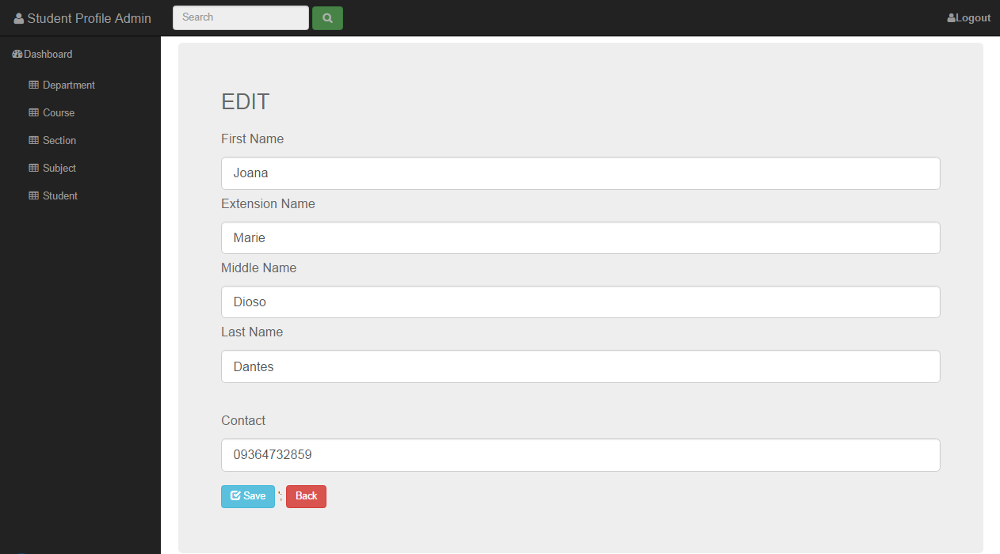 Student Profile Admin
Search
Logout
Dashboard
Department
Course
Section
Subject
Student
EDIT
First Name
Joana
Extension Name
Marie
Middle Name
Dioso
Last Name
Dantes
Contact
09364732859
Save '; Back